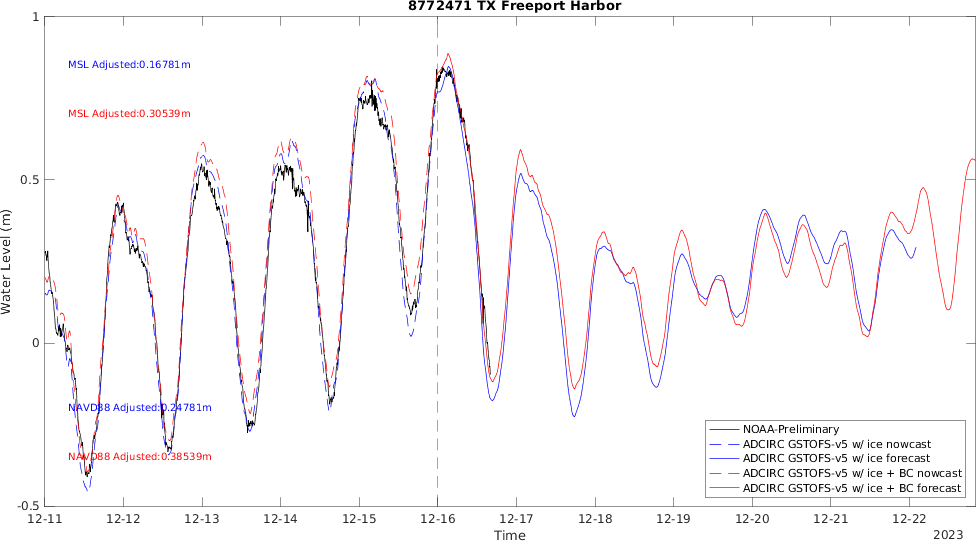 8772471 TX Freeport Harbor
1
MSL Adjusted:0.16781m
MSL Adjusted:0.30539m
0.5
Water Level (m)
0
NAVD88 Adjusted:0.24781m
NAVD88 Adjusted:0.38539m
NOAA-Preliminary
ADCIRC GSTOFS-v5 w/ ice nowcast
ADCIRC GSTOFS-v5 w/ ice forecast
ADCIRC GSTOFS-v5 w/ ice + BC nowcast
ADCIRC GSTOFS-v5 w/ ice + BC forecast
-0.5
12-11 12-12 12-13 12-14 12-15 12-16 12-17 12-18 12-19 12-20 12-21 12-22
Time 2023